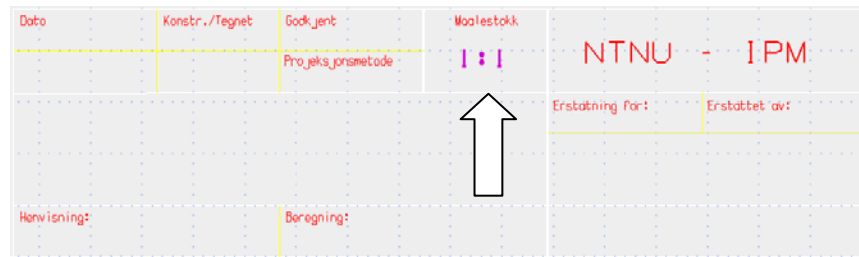 Dato Konstr./Tegnet Godkjent Maalestokk
NTNU - IPM
Projeksjonsmetode 1:1
Erstatning for: Erstattet av:
Henvisning: Beregning: